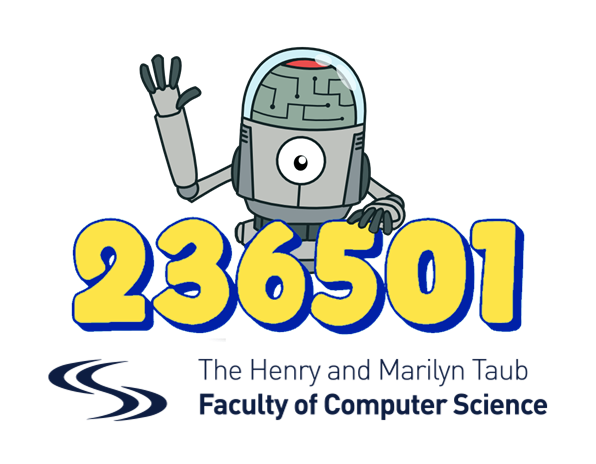 236501
The Henry and Marilyn Taub
Faculty of Computer Science